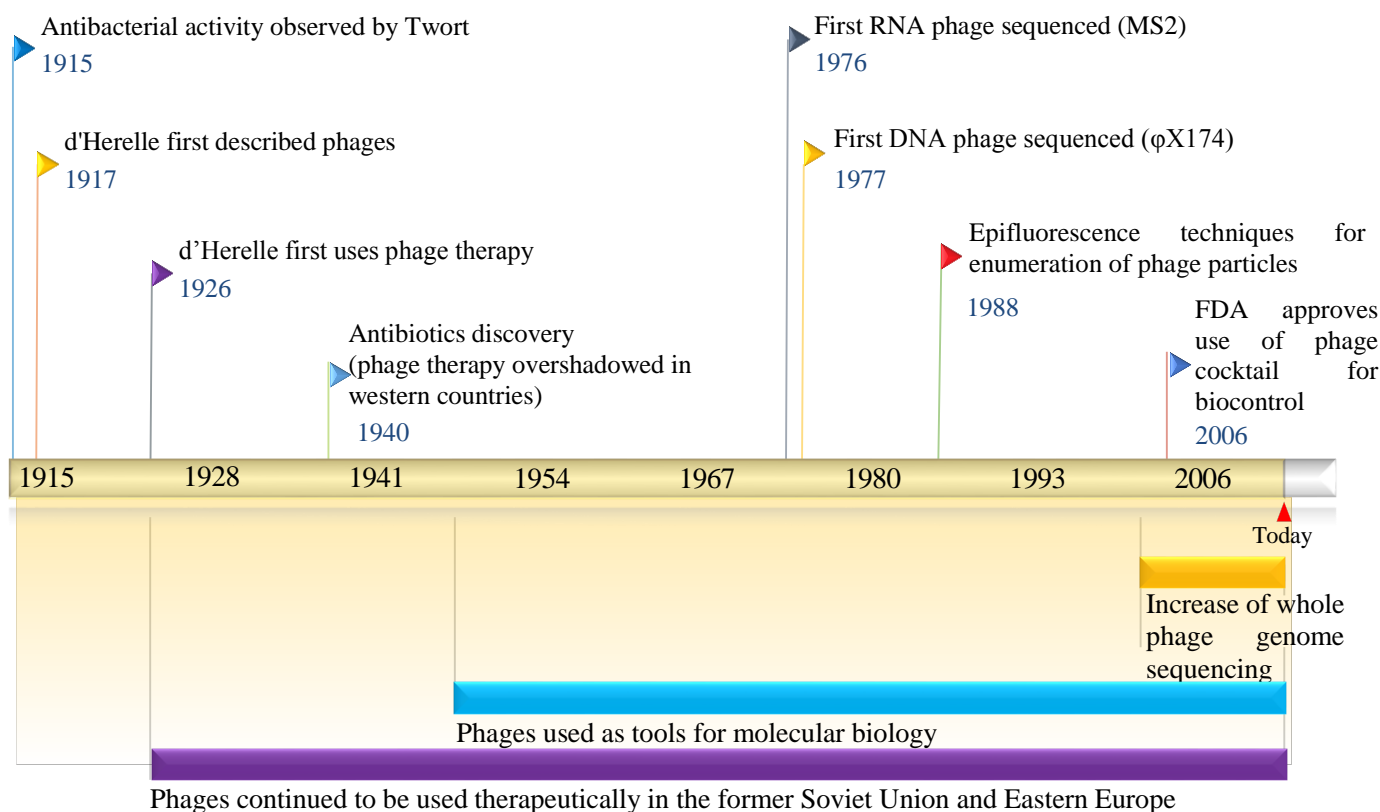 Antibacterial activity observed by Twort
1915
d'Herelle first described phages
1917
d’Herelle first uses phage therapy
1926
Antibiotics discovery
(phage therapy overshadowed in
western countries)
1940
First RNA phage sequenced (MS2)
1976
First DNA phage sequenced (φX174)
1977
Epifluorescence techniques for
enumeration of phage particles
1988
FDA approves
use of phage
cocktail for
biocontrol
2006
1915 1928 1941 1954 1967 1980 1993 2006
Today
Increase of whole
phage genome
sequencing
Phages used as tools for molecular biology
Phages continued to be used therapeutically in the former Soviet Union and Eastern Europe